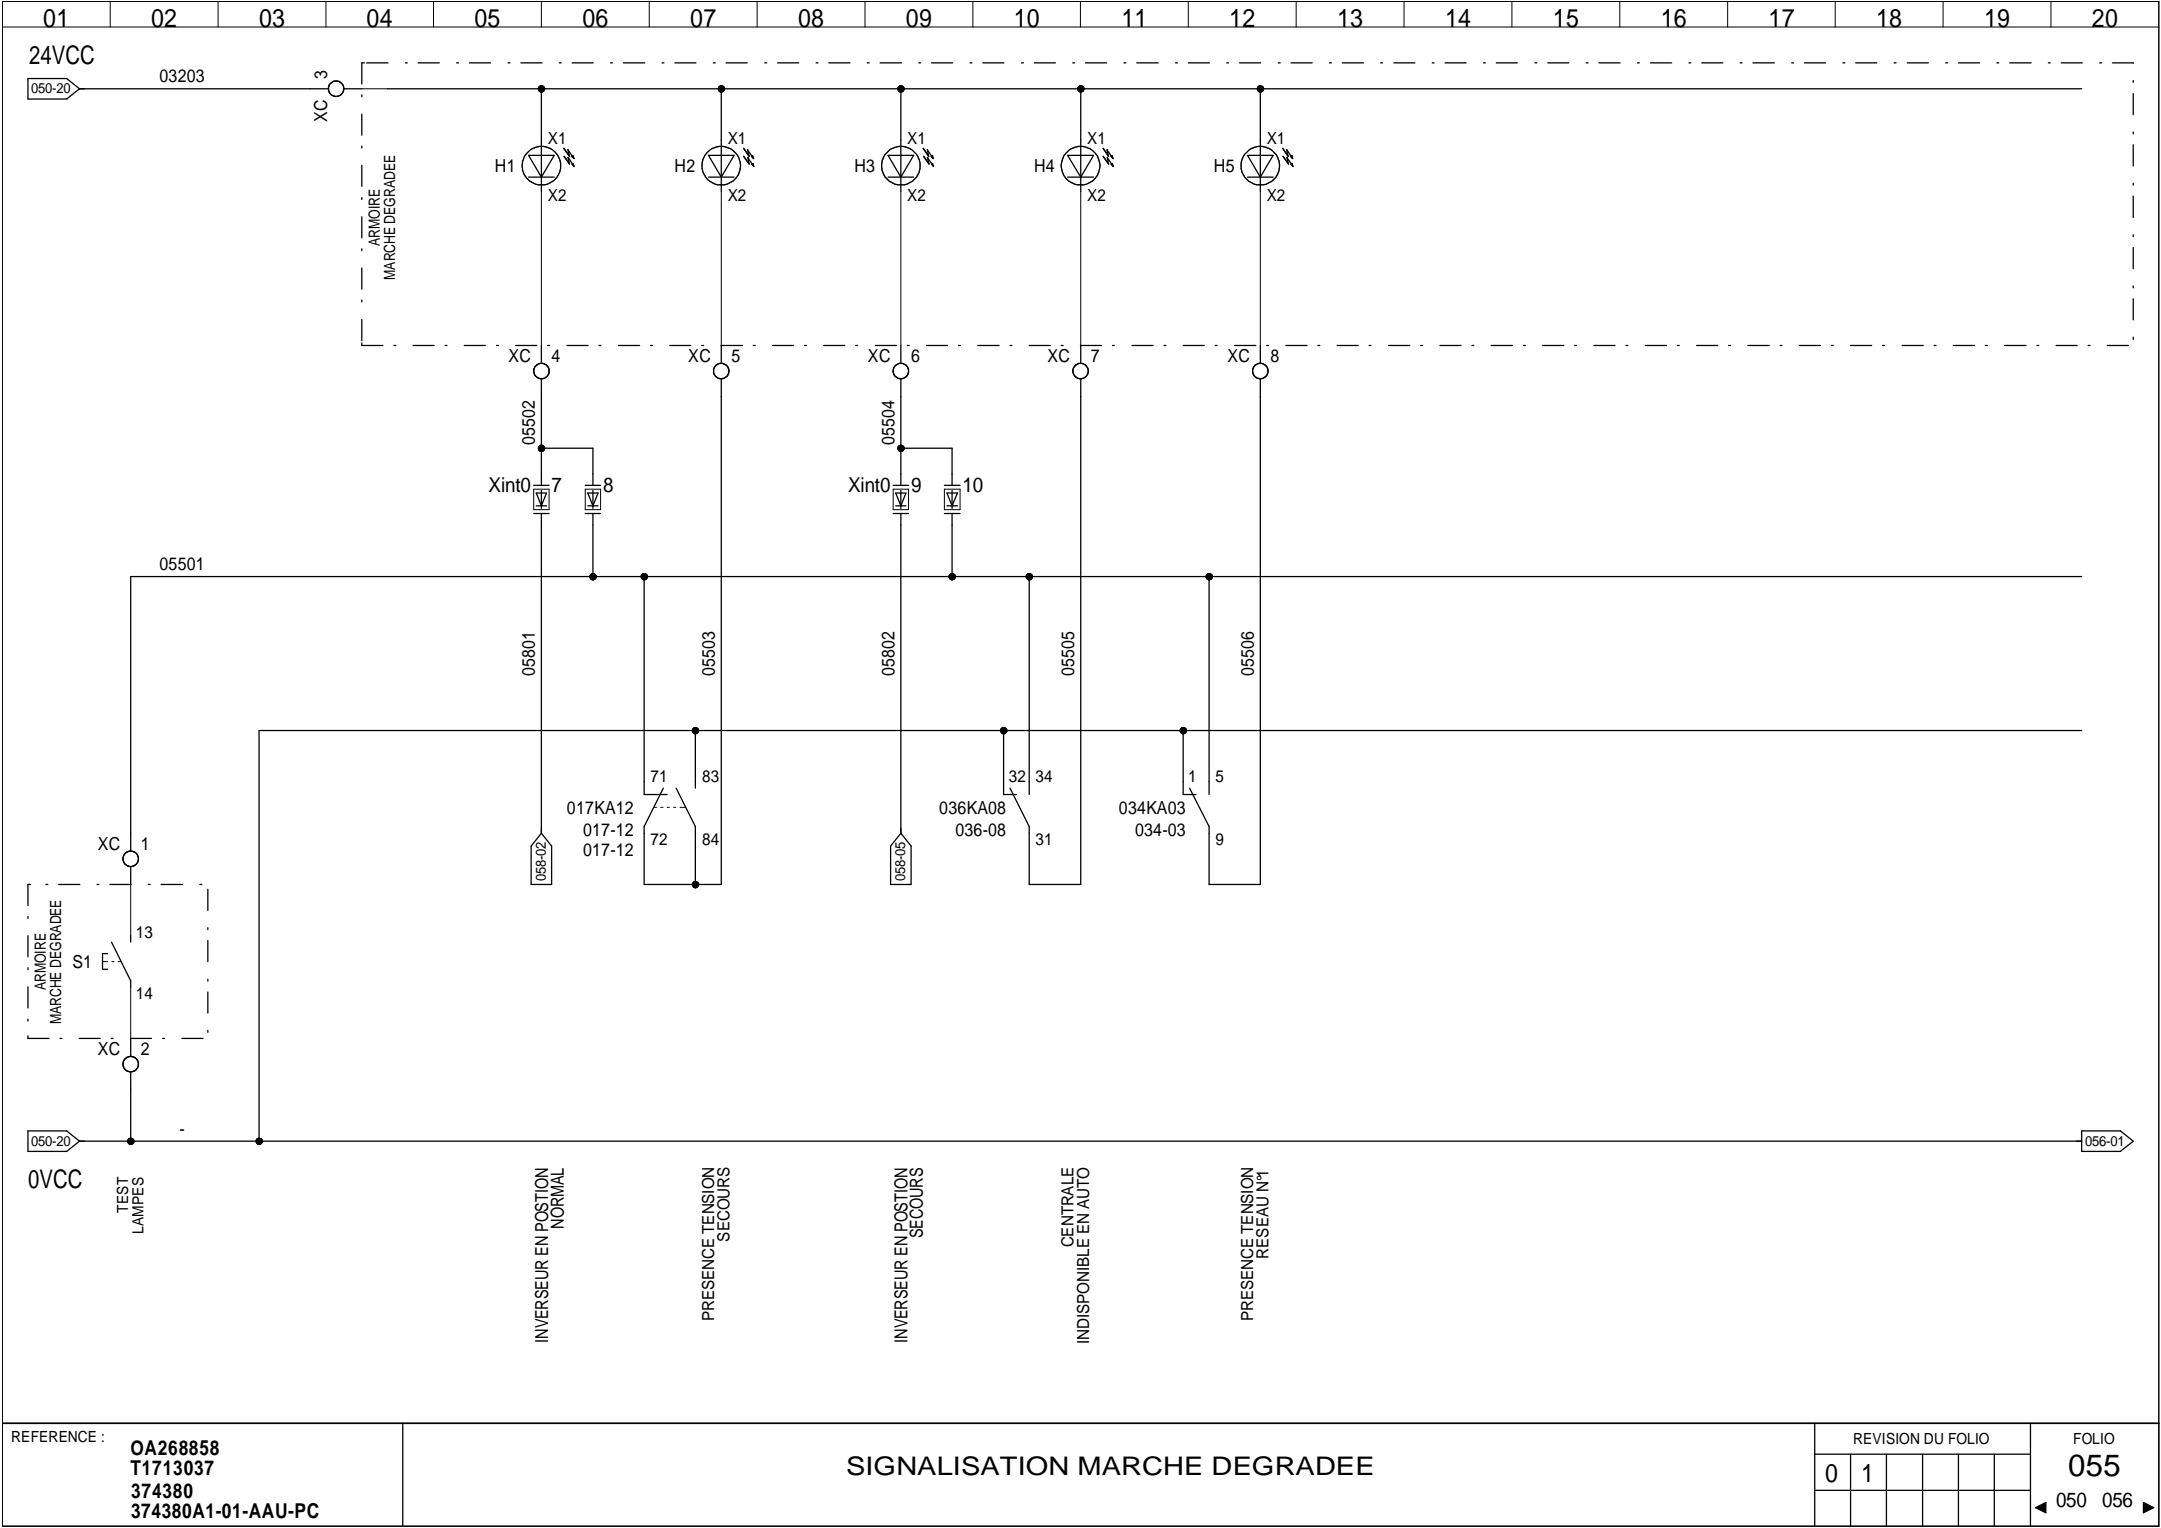 01 02 03 04 05 06 07 08 09 10 11 12 13 14 15 16 17 18 19 20
24VCC
050-20
03203
XC 3
ARMOIRE
MARCHE DEGRADEE
H1 X1 X2
H2 X1 X2
H3 X1 X2
H4 X1 X2
H5 X1 X2
XC 4
XC 5
XC 6
XC 7
XC 8
05502
05504
Xint0 7 8
Xint0 9 10
05501
05801
05503
05802
05505
05506
71 83
017KA12
017-12
017-12
72 84
32 34
036KA08
036-08
31
1 5
034KA03
034-03
9
058-02
058-05
XC 1
ARMOIRE
MARCHE DEGRADEE
13
S1
14
XC 2
050-20
-
056-01
0VCC
TEST
LAMPES
INVERSEUR EN POSTION
NORMAL
PRESENCE TENSION
SECOURS
INVERSEUR EN POSTION
SECOURS
CENTRALE
INDISPONIBLE EN AUTO
PRESENCE TENSION
RESEAU N°1
REFERENCE :
OA268858
T1713037
374380
374380A1-01-AAU-PC
SIGNALISATION MARCHE DEGRADEE
REVISION DU FOLIO
0 1
FOLIO
055
050 056